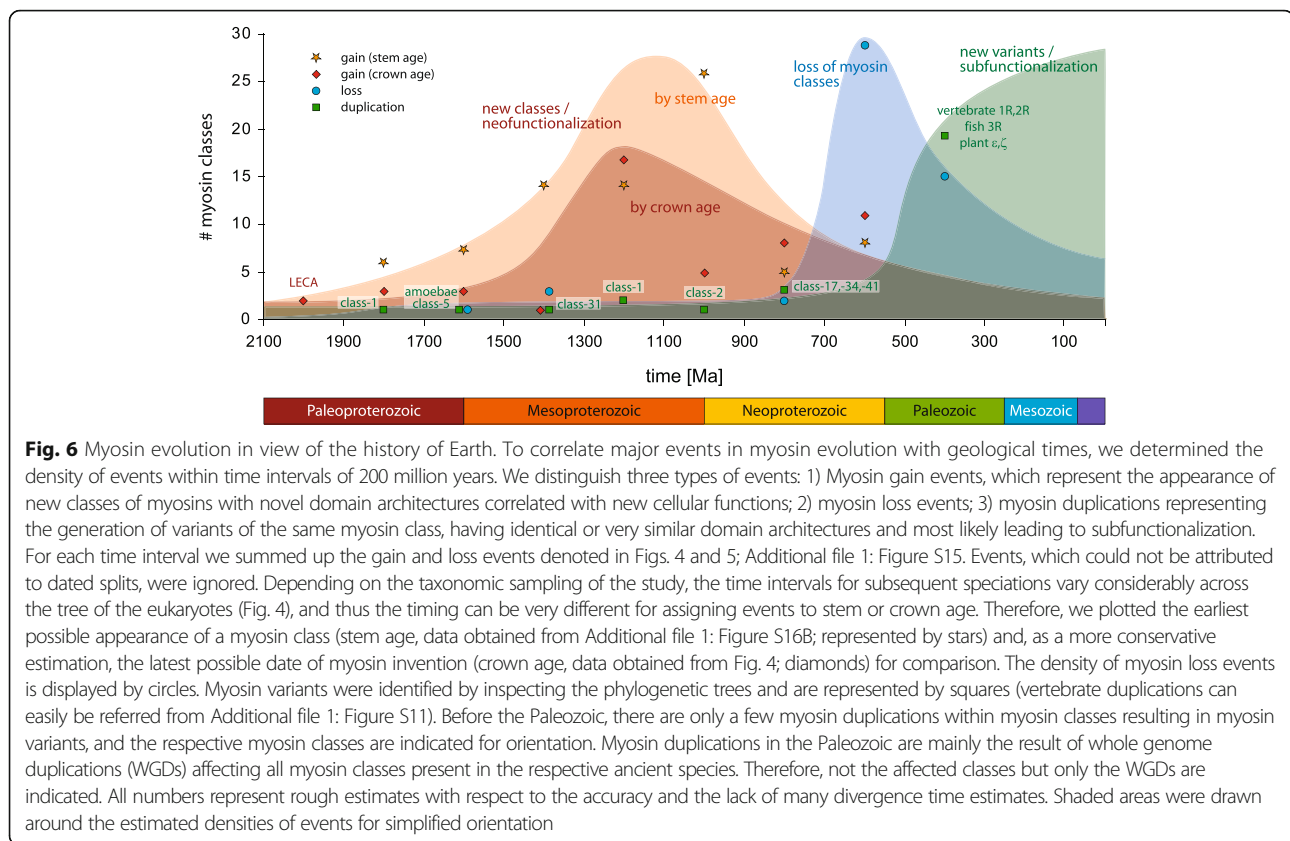 30
25
20
15
10
5
0
# myosin classes
gain (stem age)
gain (crown age)
loss
duplication
new classes /
neofunctionalization
by stem age
by crown age
loss of myosin
classes
new variants /
subfunctionalization
vertebrate 1R,2R
fish 3R
plant ε,ζ
LECA
class-1
amoebae
class-5
class-31
class-1
class-2
class-17,-34,-41
2100 1900 1700 1500 1300 1100 900 700 500 300 100
time [Ma]
Paleoproterozoic Mesoproterozoic Neoproterozoic Paleozoic Mesozoic
Fig. 6 Myosin evolution in view of the history of Earth. To correlate major events in myosin evolution with geological times, we determined the
density of events within time intervals of 200 million years. We distinguish three types of events: 1) Myosin gain events, which represent the appearance of
new classes of myosins with novel domain architectures correlated with new cellular functions; 2) myosin loss events; 3) myosin duplications representing
the generation of variants of the same myosin class, having identical or very similar domain architectures and most likely leading to subfunctionalization.
For each time interval we summed up the gain and loss events denoted in Figs. 4 and 5; Additional file 1: Figure S15. Events, which could not be attributed
to dated splits, were ignored. Depending on the taxonomic sampling of the study, the time intervals for subsequent speciations vary considerably across
the tree of the eukaryotes (Fig. 4), and thus the timing can be very different for assigning events to stem or crown age. Therefore, we plotted the earliest
possible appearance of a myosin class (stem age, data obtained from Additional file 1: Figure S16B; represented by stars) and, as a more conservative
estimation, the latest possible date of myosin invention (crown age, data obtained from Fig. 4; diamonds) for comparison. The density of myosin loss events
is displayed by circles. Myosin variants were identified by inspecting the phylogenetic trees and are represented by squares (vertebrate duplications can
easily be referred from Additional file 1: Figure S11). Before the Paleozoic, there are only a few myosin duplications within myosin classes resulting in myosin
variants, and the respective myosin classes are indicated for orientation. Myosin duplications in the Paleozoic are mainly the result of whole genome
duplications (WGDs) affecting all myosin classes present in the respective ancient species. Therefore, not the affected classes but only the WGDs are
indicated. All numbers represent rough estimates with respect to the accuracy and the lack of many divergence time estimates. Shaded areas were drawn
around the estimated densities of events for simplified orientation